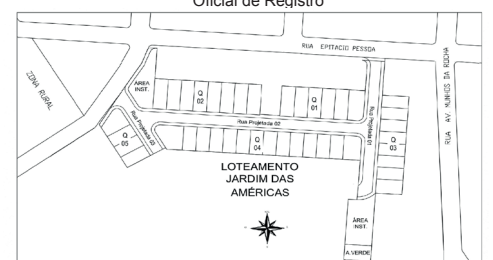 Oficial de Registro
RUA EPITACIO PESSOA
ZONA RURAL
ÁREA
INST.
Q
02
Q
01
RUA AV. MUNHOS DA ROCHA
Rua Projetada 01
Rua Projetada 02
Rua Projetada 03
Q
05
Q
04
Q
03
LOTEAMENTO
JARDIM DAS
AMÉRICAS
ÁREA
INST.
A.VERDE